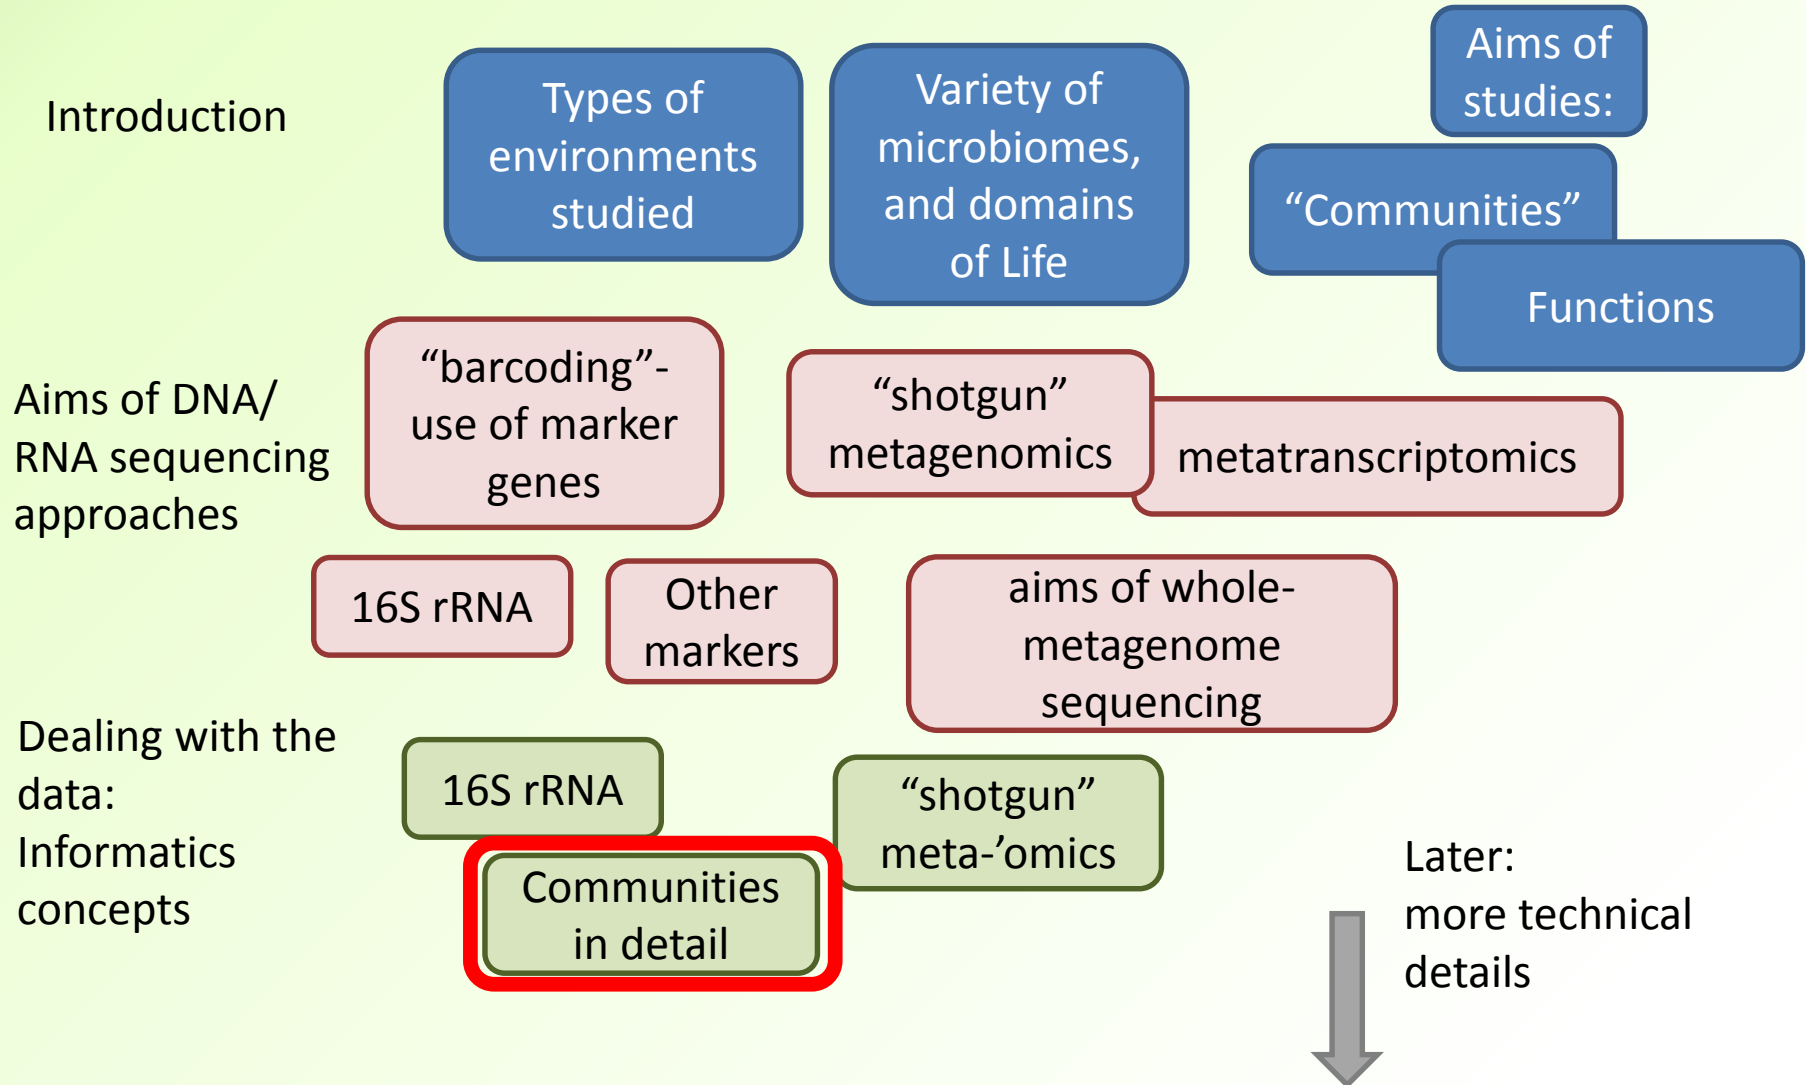 Introduction
Types of
environments
studied
Variety of
microbiomes,
and domains
of Life
Aims of
studies:
“Communities”
Functions
Aims of DNA/
RNA sequencing
approaches
“barcoding”-
use of marker
genes
“shotgun”
metagenomics
metatranscriptomics
16S rRNA
Other
markers
aims of whole-
metagenome
sequencing
Dealing with the
data:
Informatics
concepts
16S rRNA
Communities
in detail
“shotgun”
meta-’omics
Later:
more technical
details